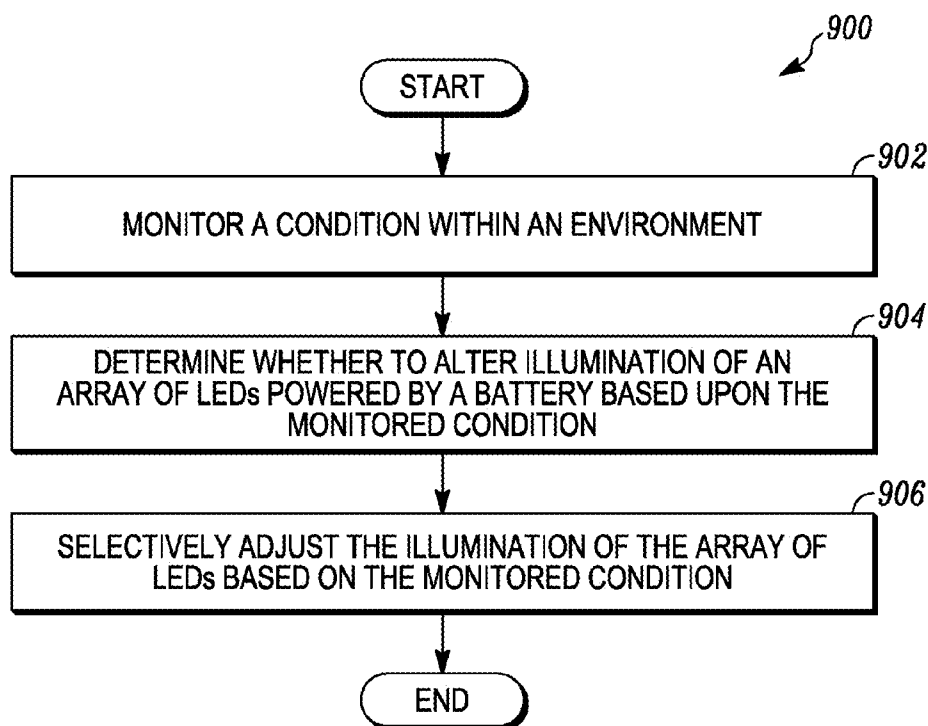 900
START
902
MONITOR A CONDITION WITHIN AN ENVIRONMENT
904
DETERMINE WHETHER TO ALTER ILLUMINATION OF AN
ARRAY OF LEDs POWERED BY A BATTERY BASED UPON THE
MONITORED CONDITION
906
SELECTIVELY ADJUST THE ILLUMINATION OF THE ARRAY OF
LEDs BASED ON THE MONITORED CONDITION
END